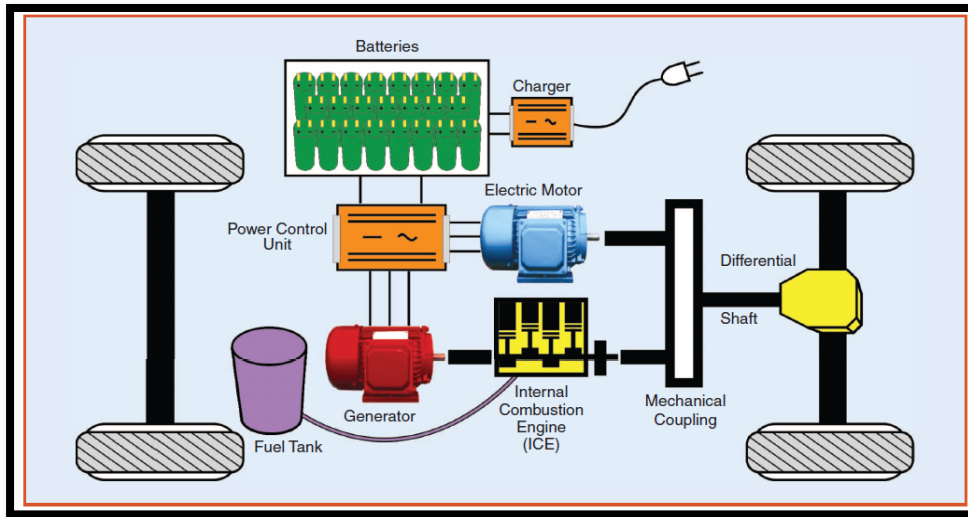 Batteries
Charger
Electric Motor
Power Control
Unit
Differential
Shaft
Mechanical
Coupling
Internal
Combustion
Engine
(ICE)
Generator
Fuel Tank